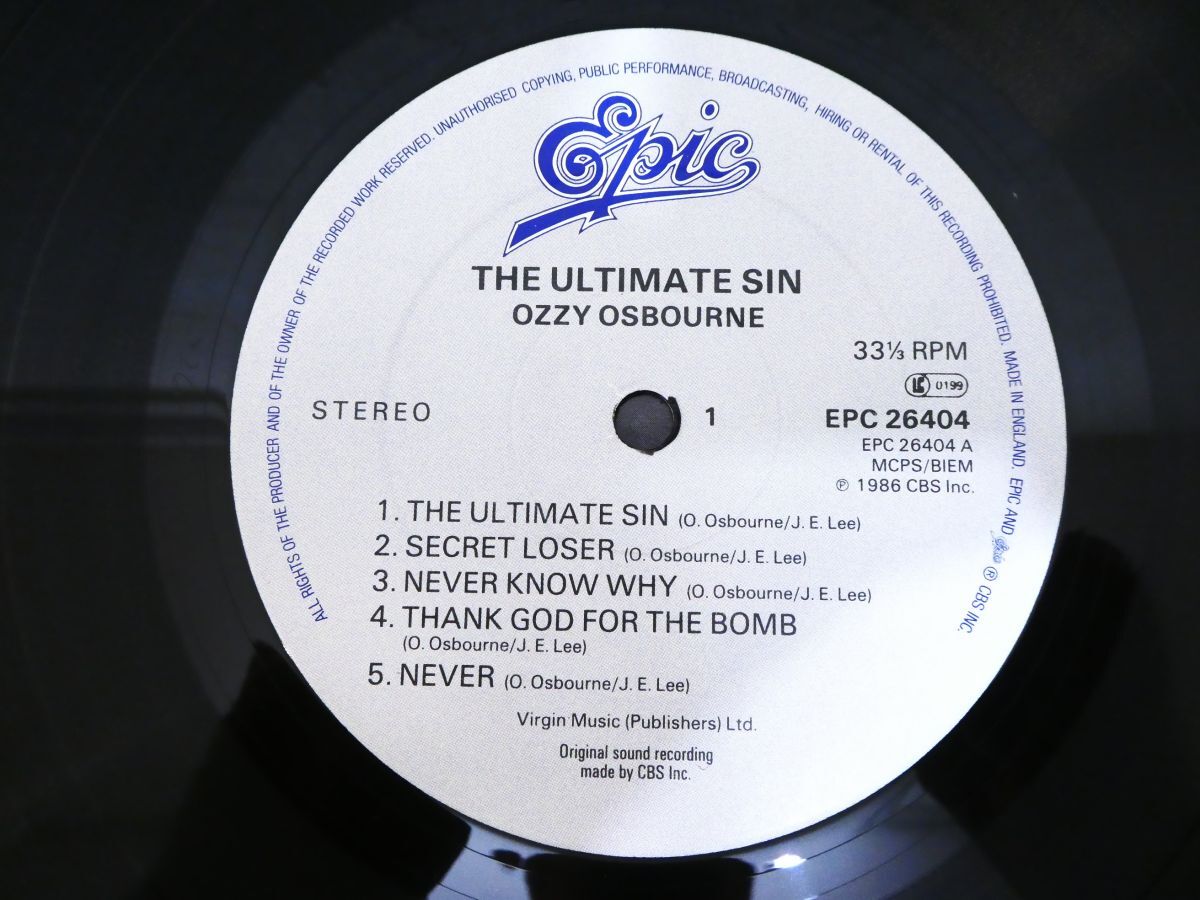 ALL RIGHTS OF THE PRODUCER AND OF THE OWNER OF THE RECORDED WORK RESERVED. UNAUTHORISED COPYING, PUBLIC PERFORMANCE, BROADCASTING, HIRING OR RENTAL OF THIS RECORDING PROHIBITED. MADE IN ENGLAND. EPIC AND Epic ® CBS INC.
Epic
THE ULTIMATE SIN
OZZY OSBOURNE
33⅓ RPM
LC 0199
STEREO
1
EPC 26404
EPC 26404 A
MCPS/BIEM
℗ 1986 CBS Inc.
1. THE ULTIMATE SIN (O. Osbourne/J. E. Lee)
2. SECRET LOSER (O. Osbourne/J. E. Lee)
3. NEVER KNOW WHY (O. Osbourne/J. E. Lee)
4. THANK GOD FOR THE BOMB
(O. Osbourne/J. E. Lee)
5. NEVER (O. Osbourne/J. E. Lee)
Virgin Music (Publishers) Ltd.
Original sound recording
made by CBS Inc.